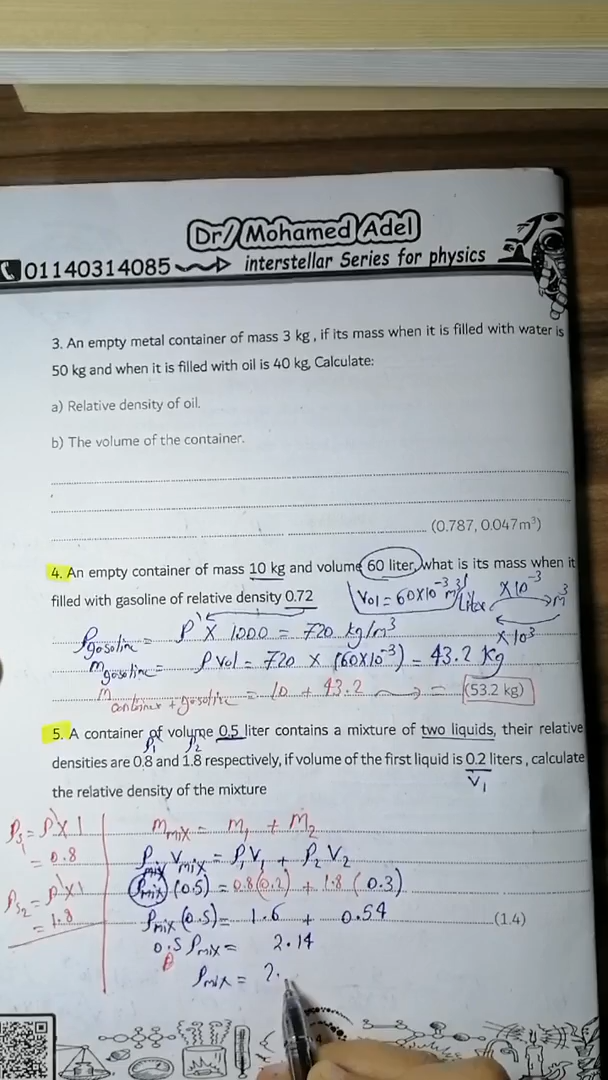 Dr/ Mohamed Adel
01140314085 interstellar Series for physics
3. An empty metal container of mass 3 kg , if its mass when it is filled with water is
50 kg and when it is filled with oil is 40 kg, Calculate:
a) Relative density of oil.
b) The volume of the container.
(0.787, 0.047m³)
4. An empty container of mass 10 kg and volume 60 liter, what is its mass when it
filled with gasoline of relative density 0.72
Vol = 60×10⁻³ m³
Liter ×10⁻³ m³
×10³
ρgasoline = ρ` × 1000 = 720 kg/m³
mgasoline = ρ Vol = 720 × (60×10⁻³) = 43.2 kg
m container + gasoline = 10 + 43.2 = (53.2 kg)
5. A container of volume 0.5 liter contains a mixture of two liquids, their relative
ρ`₁ ρ`₂
densities are 0.8 and 1.8 respectively, if volume of the first liquid is 0.2 liters , calculate
V₁
the relative density of the mixture
ρs₁ = ρ`×1
= 0.8
ρs₂ = ρ`×1
= 1.8
Mmix = M₁ + M₂
ρmix Vmix = ρ₁V₁ + ρ₂V₂
ρmix (0.5) = 0.8(0.2) + 1.8 (0.3)
ρmix (0.5) = 1.6 + 0.54
(1.4)
0.5 ρmix = 2.14
ρmix = 2.